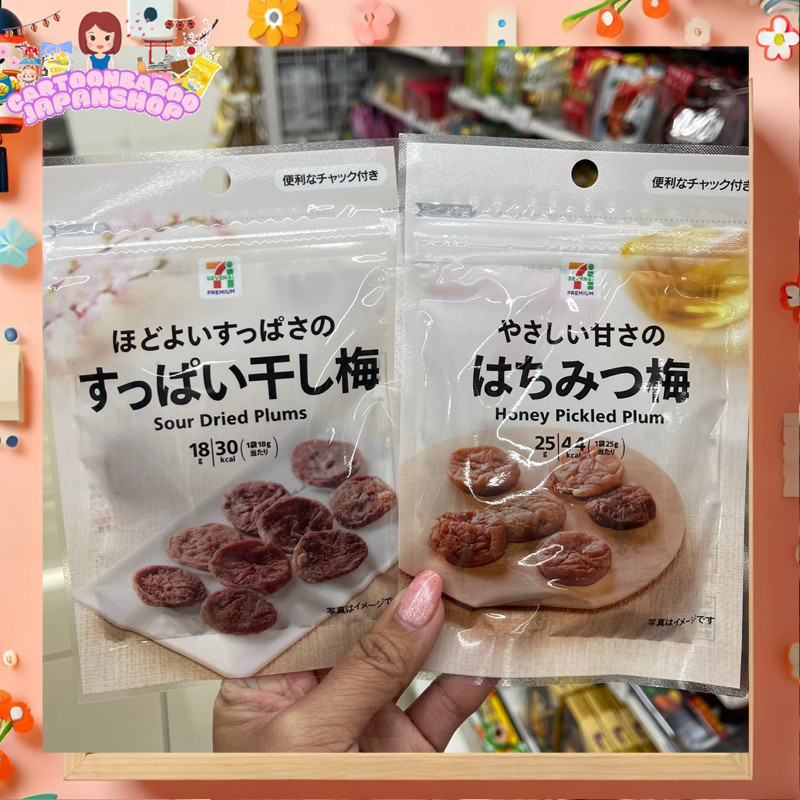 CARTOONBABOO
JAPANSHOP
便利なチャック付き
7i
SEVEN&i
PREMIUM
ほどよいすっぱさの
すっぱい干し梅
Sour Dried Plums
18g 30kcal (1袋18g当たり)
写真はイメージで
便利なチャック付き
7i
SEVEN&i
PREMIUM
やさしい甘さの
はちみつ梅
Honey Pickled Plum
25g 44kcal (1袋25g当たり)
写真はイメージです